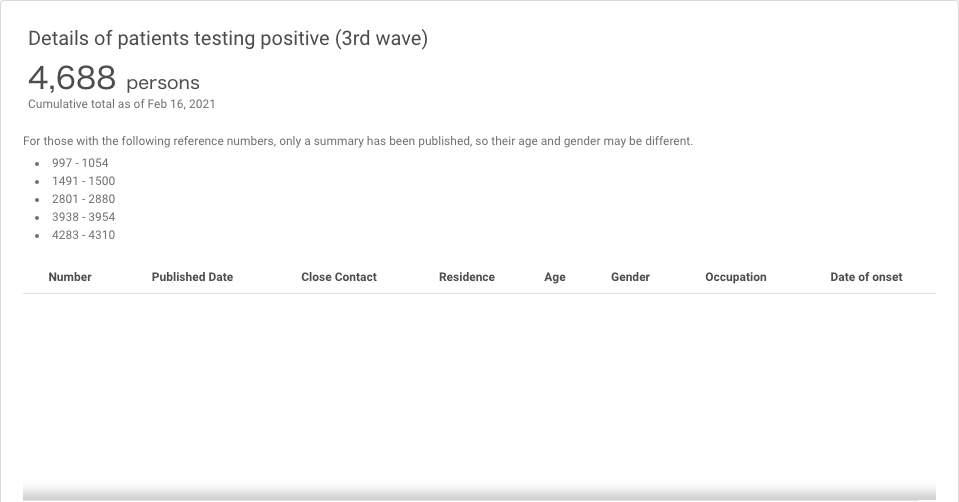 Details of patients testing positive (3rd wave)
4,688 persons
Cumulative total as of Feb 16, 2021
For those with the following reference numbers, only a summary has been published, so their age and gender may be different.
• 997 - 1054
• 1491 - 1500
• 2801 - 2880
• 3938 - 3954
• 4283 - 4310
Number Published Date Close Contact Residence Age Gender Occupation Date of onset